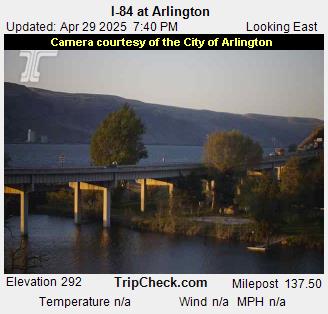 I-84 at Arlington
Updated: Apr 29 2025 7:40 PM Looking East
Camera courtesy of the City of Arlington
Elevation 292 TripCheck.com Milepost 137.50
Temperature n/a Wind n/a MPH n/a